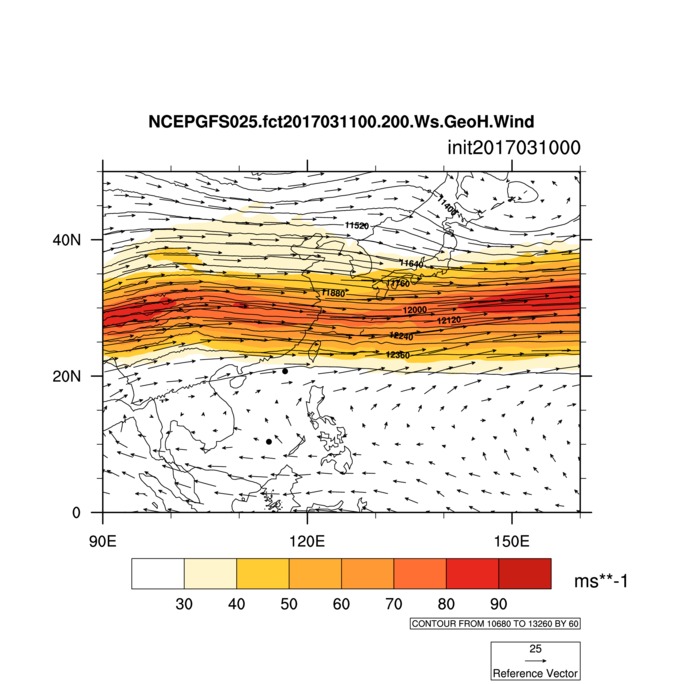 NCEPGFS025.fct2017031100.200.Ws.GeoH.Wind
init2017031000
11400
11520
40N
11640
11760
11880
12000
12120
12240
12360
20N
0
90E 120E 150E
30 40 50 60 70 80 90
ms**-1
CONTOUR FROM 10680 TO 13260 BY 60
25
Reference Vector